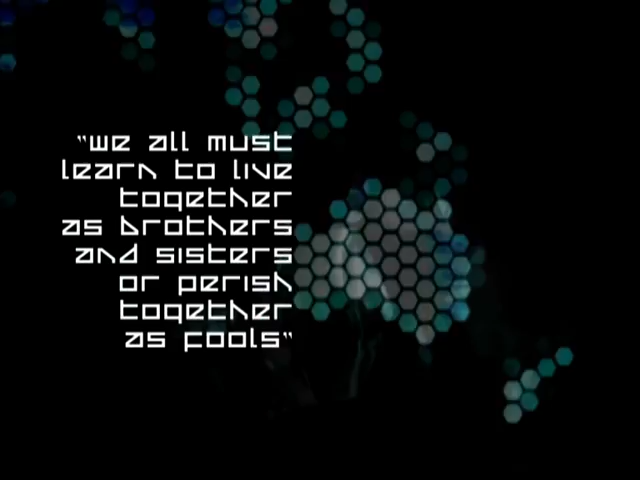 "we all must
learn to live
together
as brothers
and sisters
or perish
together
as fools"